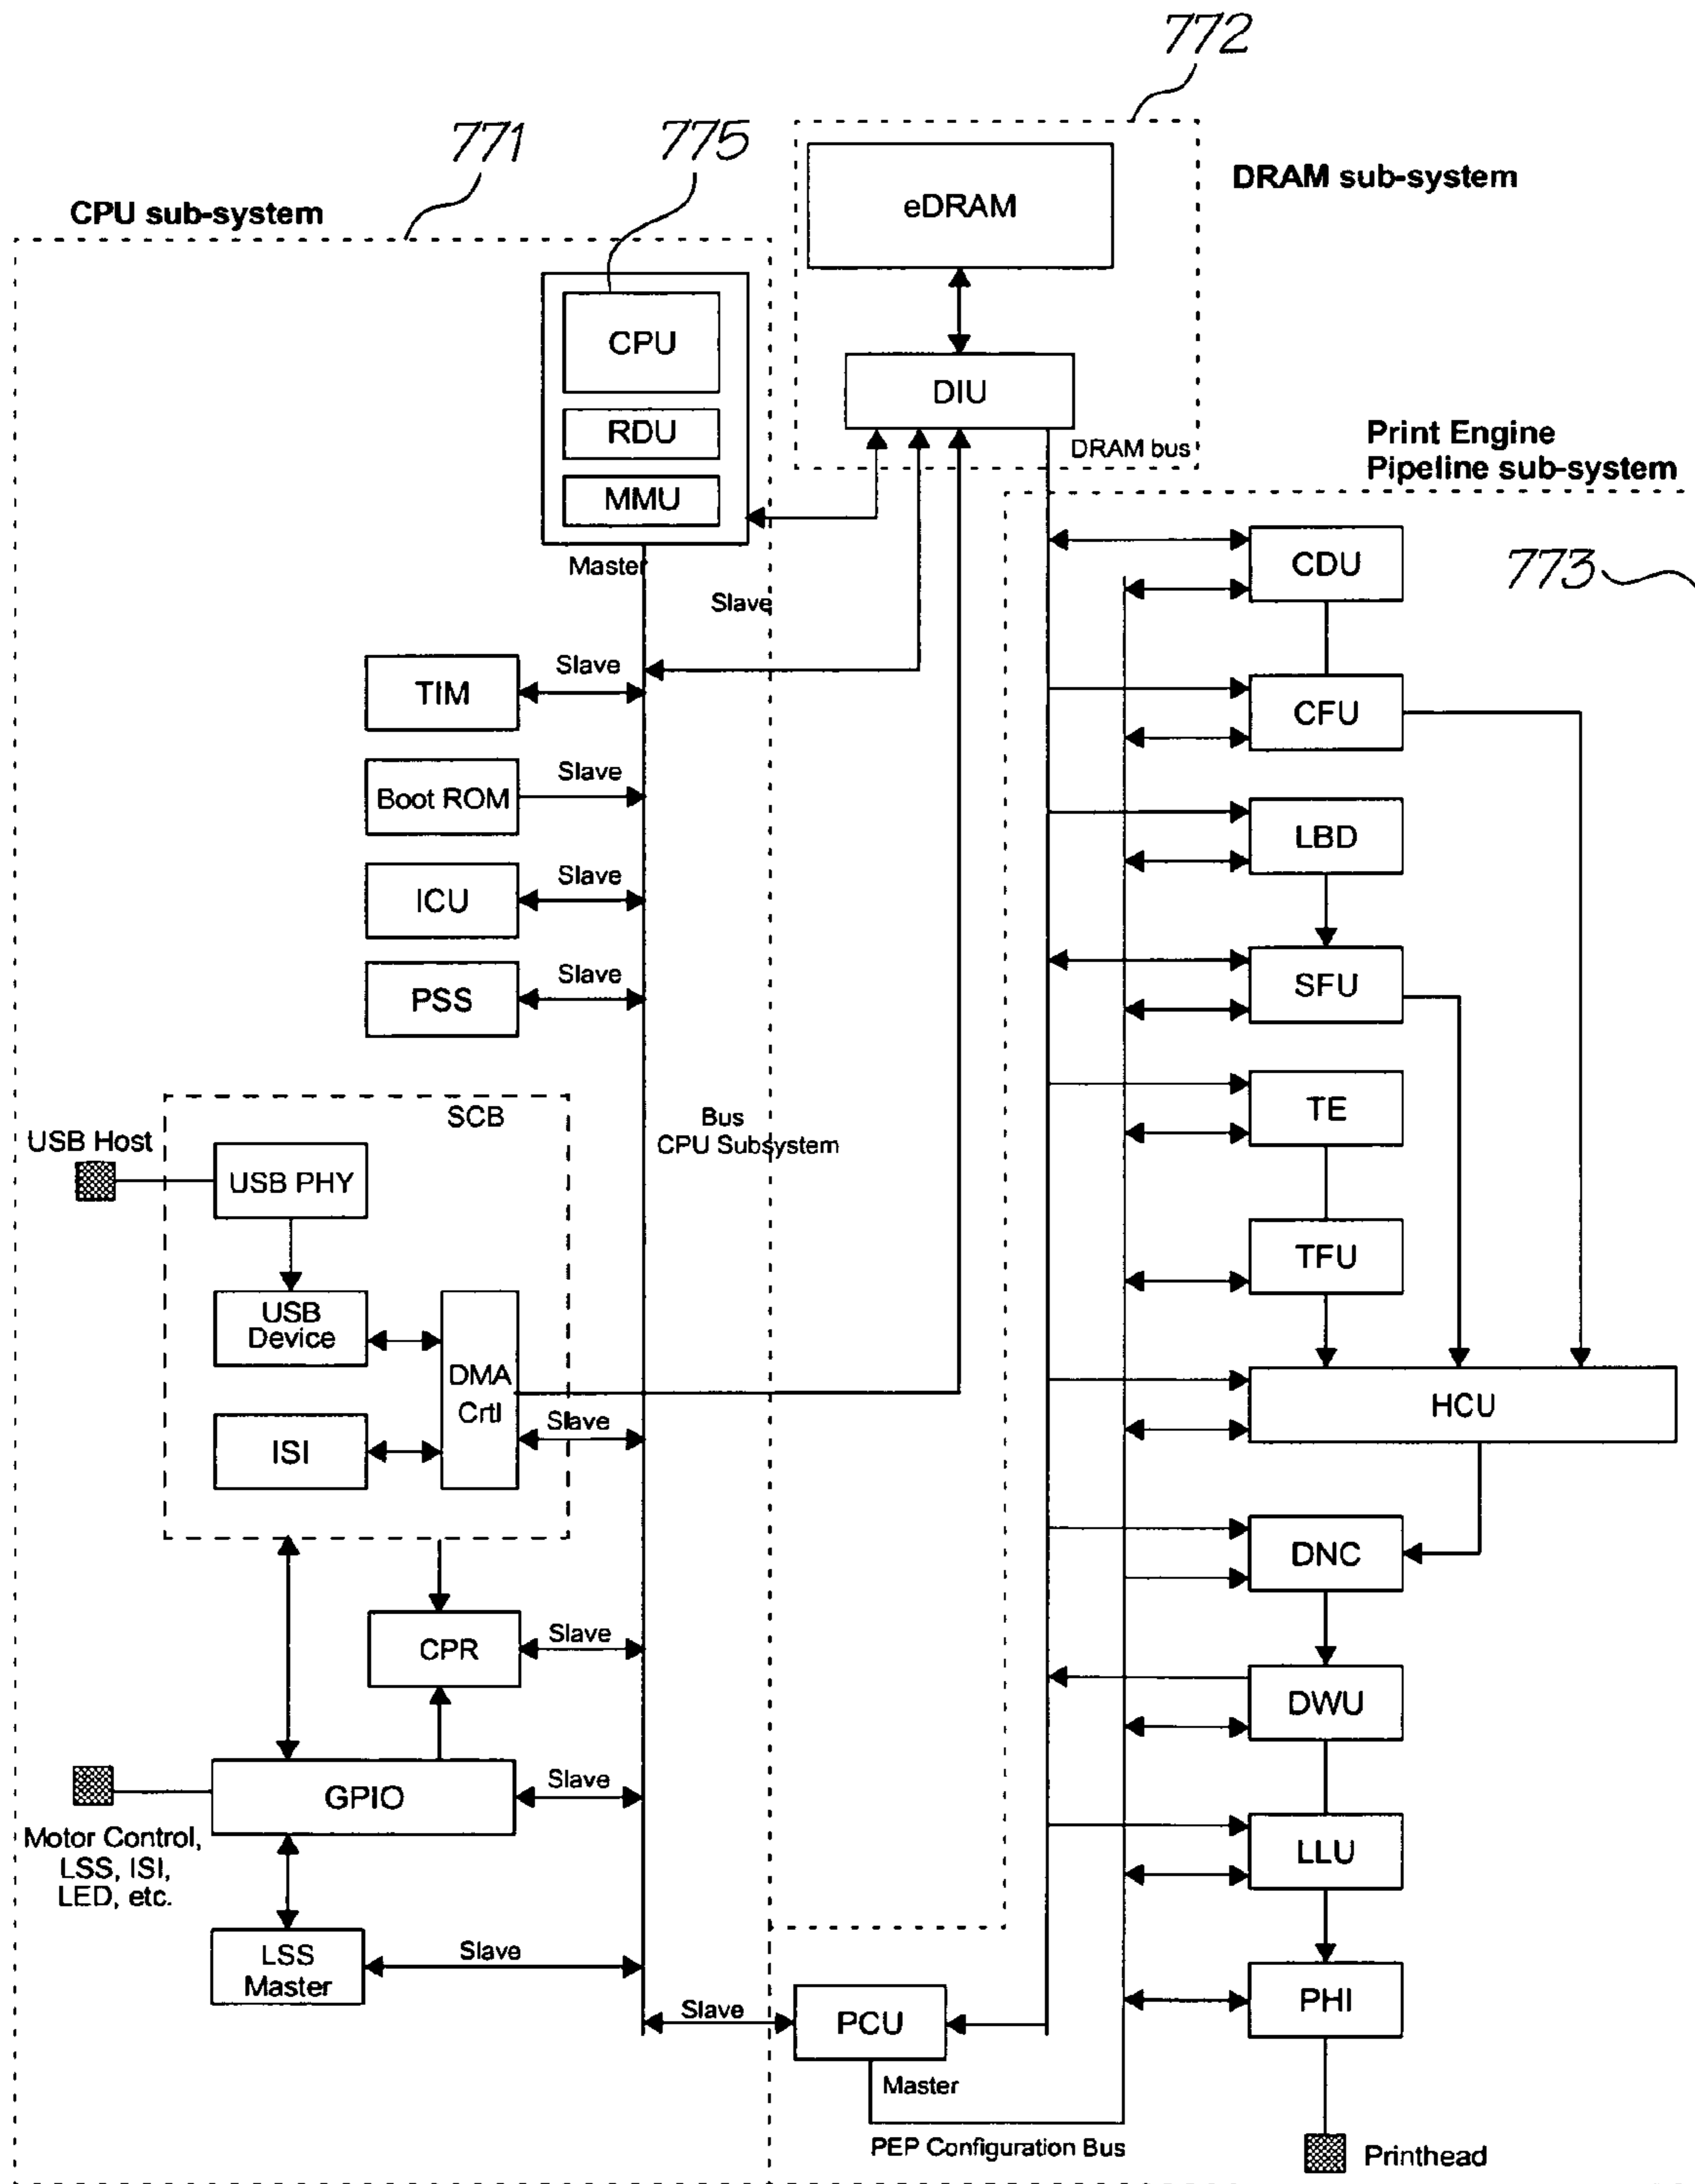 772
771
775
DRAM sub-system
CPU sub-system
eDRAM
CPU
DIU
RDU
DRAM bus
Print Engine
Pipeline sub-system
MMU
Master
Slave
CDU
773
TIM
Slave
CFU
Boot ROM
Slave
LBD
ICU
Slave
PSS
Slave
SFU
SCB
Bus
CPU Subsystem
TE
USB Host
USB PHY
TFU
USB
Device
DMA
Crtl
Slave
ISI
HCU
DNC
CPR
Slave
DWU
GPIO
Slave
Motor Control,
LSS, ISI,
LED, etc.
LLU
LSS
Master
Slave
PHI
Slave
PCU
Master
PEP Configuration Bus
Printhead